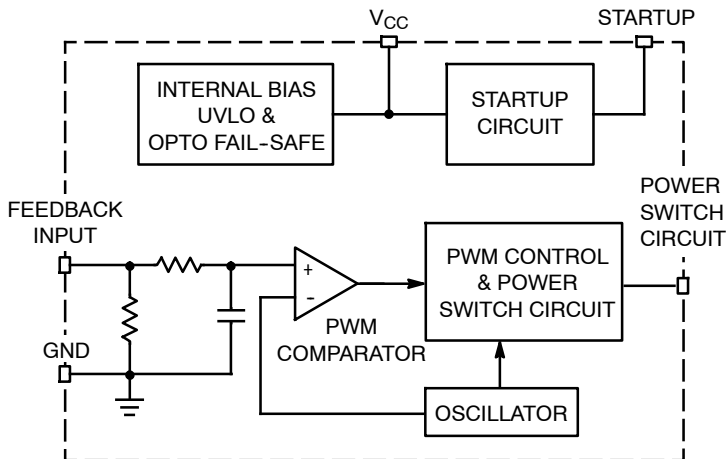 VCC
STARTUP
INTERNAL BIAS
UVLO &
OPTO FAIL-SAFE
STARTUP
CIRCUIT
POWER
SWITCH
CIRCUIT
FEEDBACK
INPUT
+
-
PWM CONTROL
& POWER
SWITCH CIRCUIT
PWM
COMPARATOR
GND
OSCILLATOR